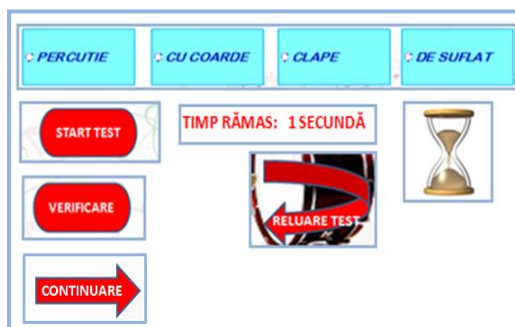 PERCUTIE
CU COARDE
CLAPE
DE SUFLAT
START TEST
TIMP RĂMAS: 1 SECUNDĂ
VERIFICARE
RELUARE TEST
CONTINUARE